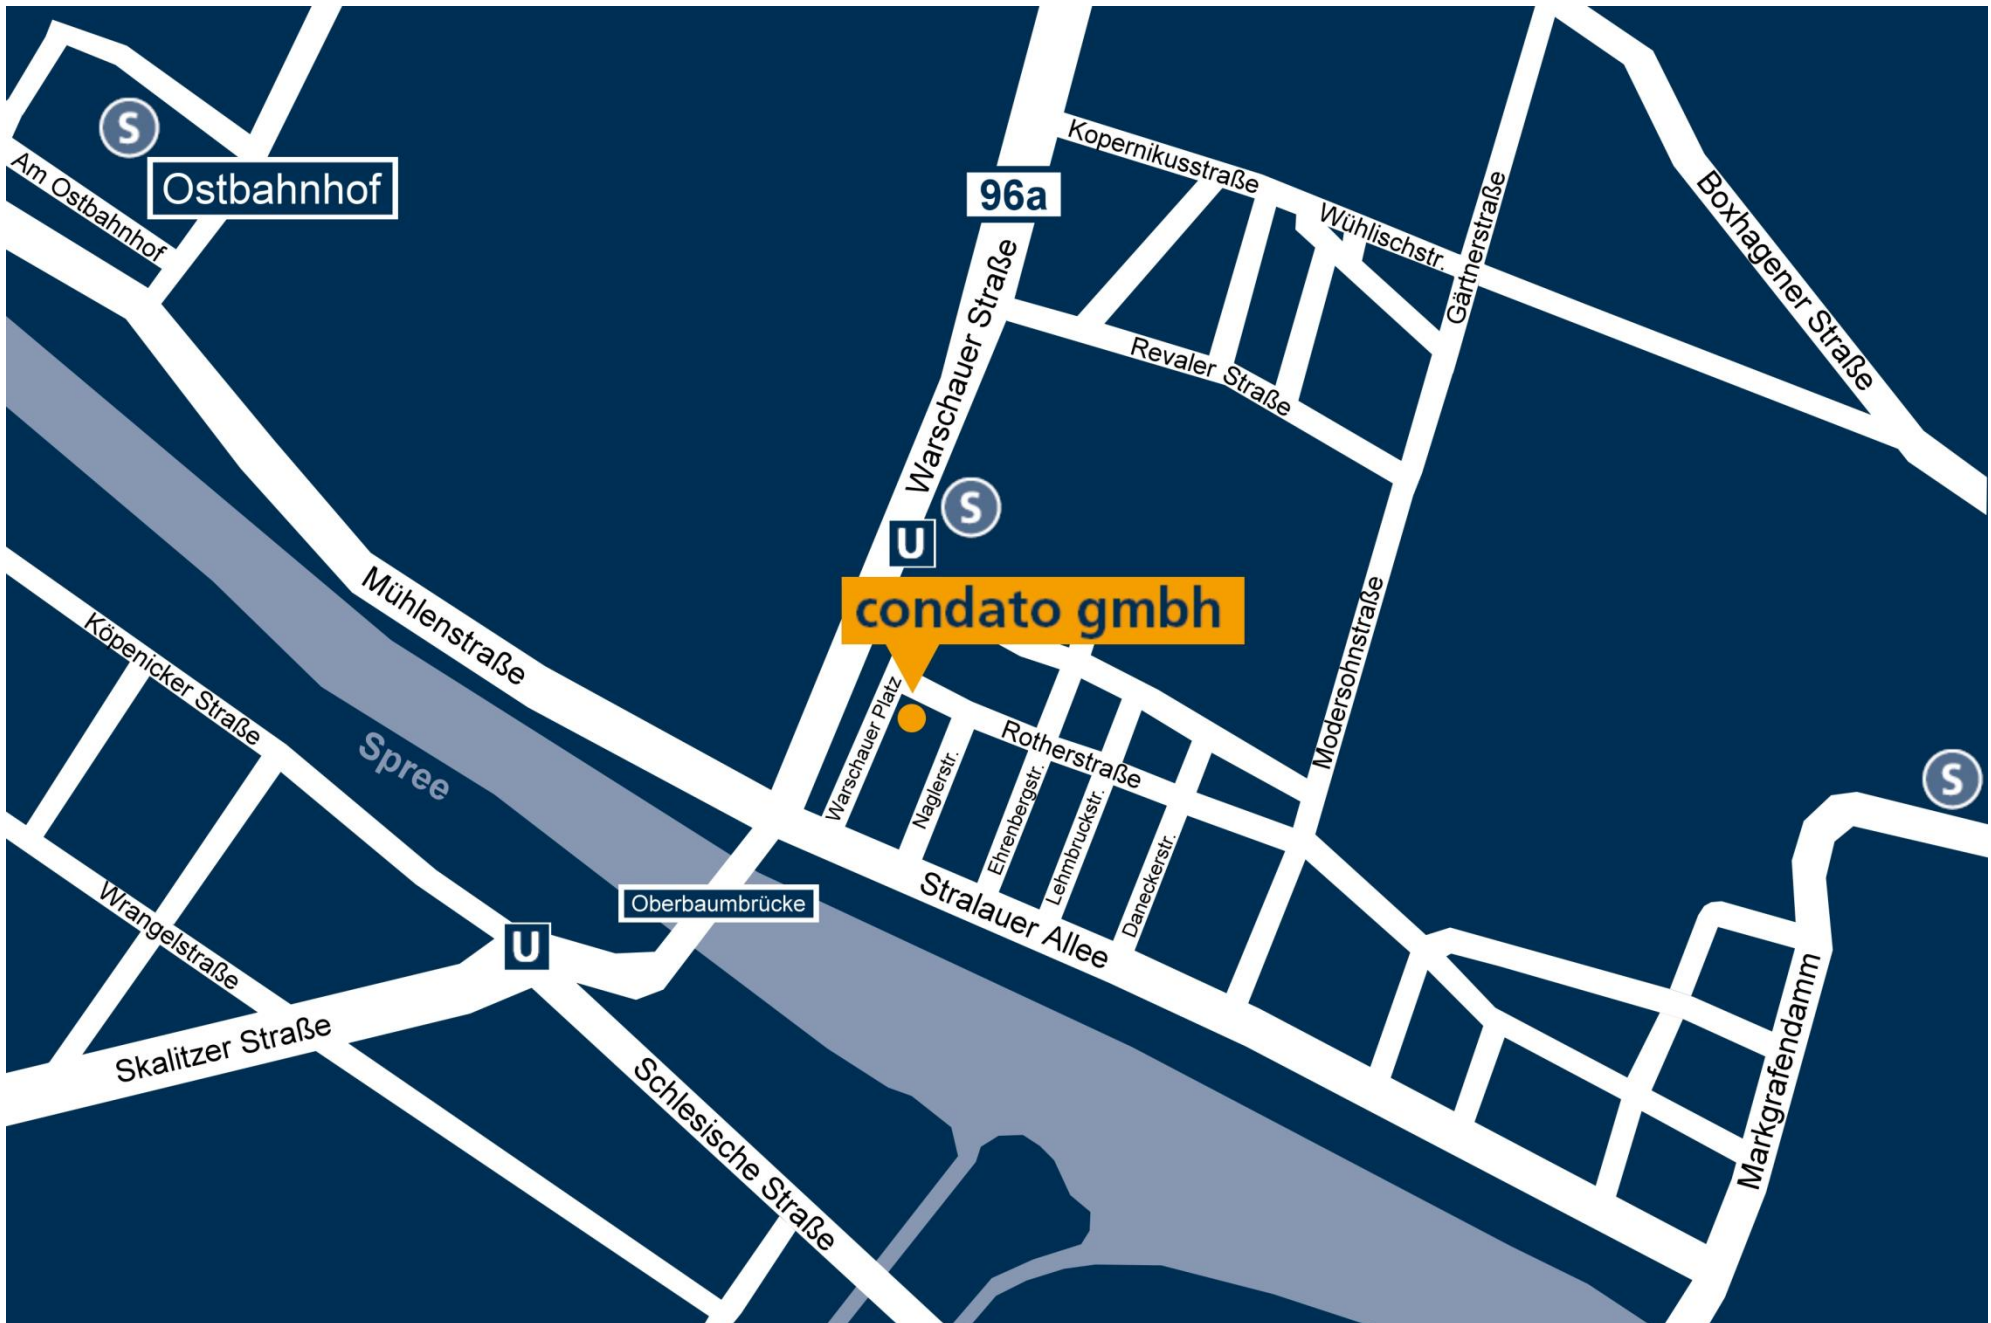 Kopernikusstraße
S
Ostbahnhof
Am Ostbahnhof
96a
Wühlischstr.
Gärtnerstraße
Boxhagener Straße
Warschauer Straße
Revaler Straße
S
U
condato gmbh
Mühlenstraße
Köpenicker Straße
Spree
Modersohnstraße
Warschauer Platz
Rotherstraße
Naglerstr.
Ehrenbergstr.
Lehmbruckstr.
Daneckerstr.
S
Oberbaumbrücke
Stralauer Allee
Wrangelstraße
U
Skalitzer Straße
Schlesische Straße
Markgrafendamm